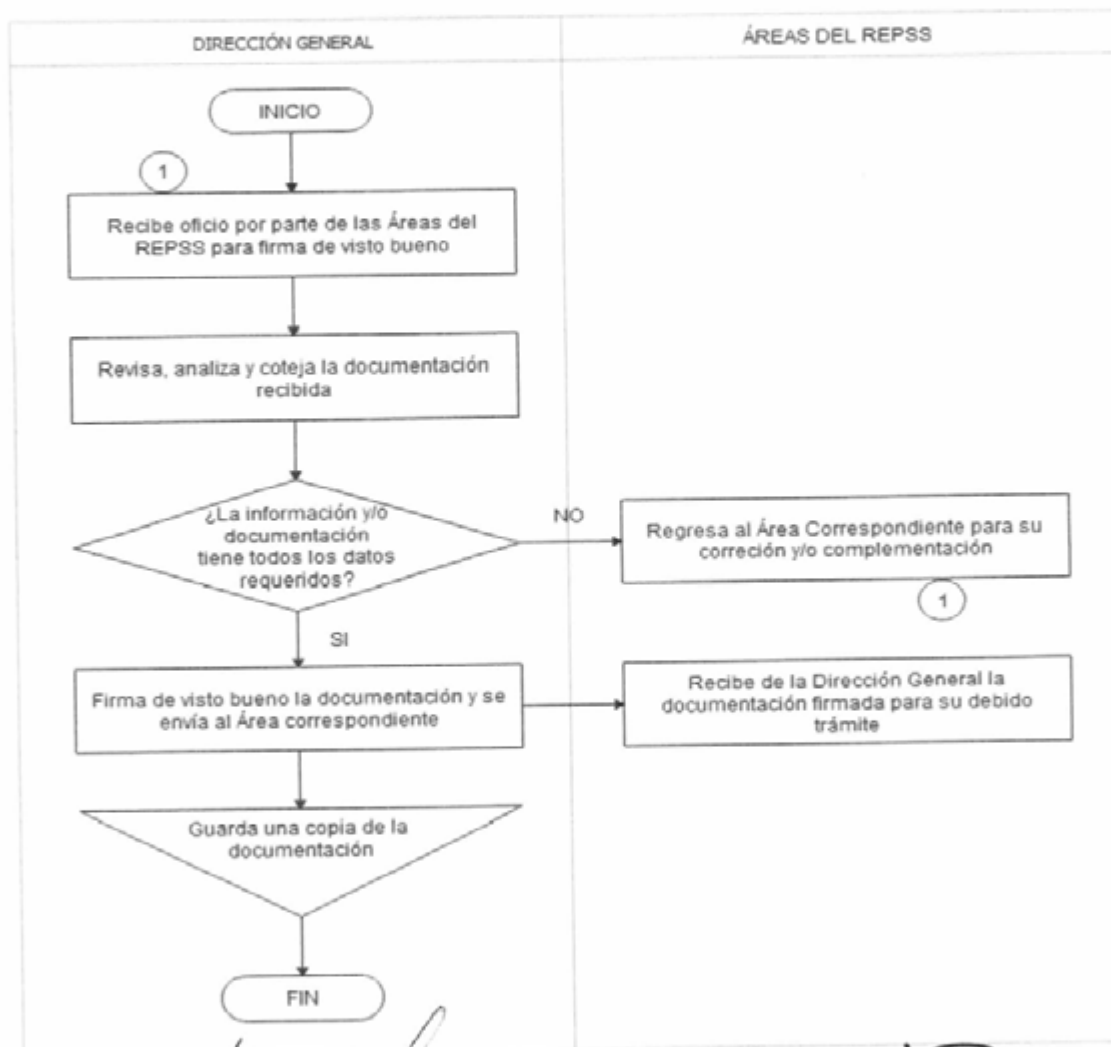 DIRECCIÓN GENERAL
ÁREAS DEL REPSS
INICIO
1
Recibe oficio por parte de las Áreas del
REPSS para firma de visto bueno
Revisa, analiza y coteja la documentación
recibida
¿La información y/o
documentación
tiene todos los datos
requeridos?
NO
Regresa al Área Correspondiente para su
correción y/o complementación
1
SI
Firma de visto bueno la documentación y se
envía al Área correspondiente
Recibe de la Dirección General la
documentación firmada para su debido
trámite
Guarda una copia de la
documentación
FIN